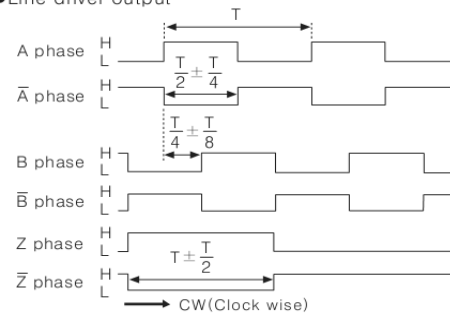 ●Line driver output
T
A phase H
L
T/2 ± T/4
A̅ phase H
L
T/4 ± T/8
B phase H
L
B̅ phase H
L
Z phase H
L
T ± T/2
Z̅ phase H
L
CW(Clock wise)